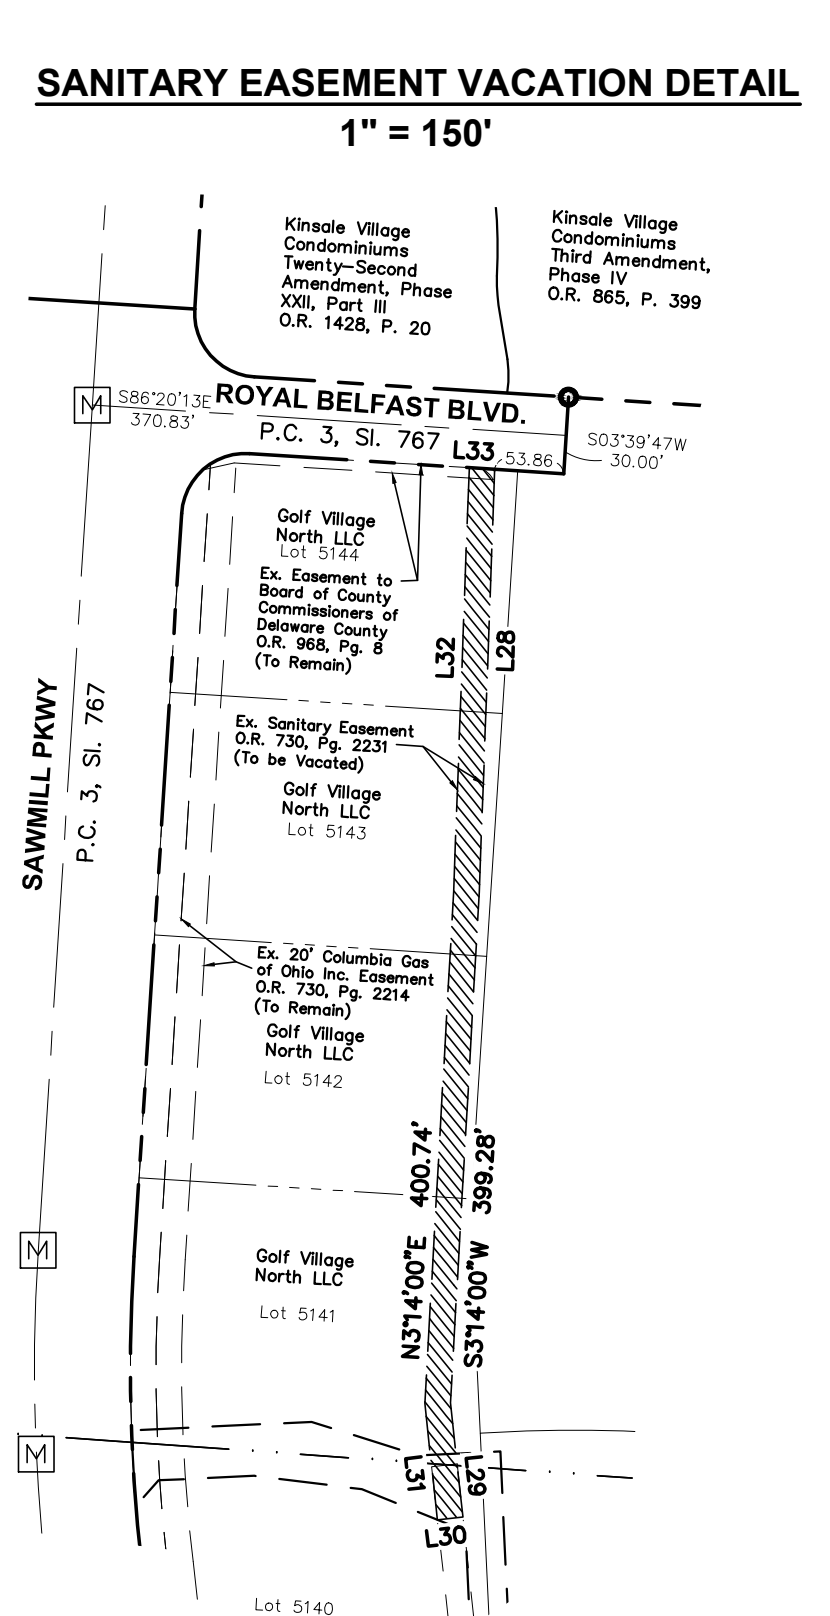 SANITARY EASEMENT VACATION DETAIL
1" = 150'
Kinsale Village
Condominiums
Twenty-Second
Amendment, Phase
XXII, Part III
O.R. 1428, P. 20
Kinsale Village
Condominiums
Third Amendment,
Phase IV
O.R. 865, P. 399
M
S86°20'13E
370.83'
ROYAL BELFAST BLVD.
P.C. 3, Sl. 767
L33
53.86
S03°39'47W
30.00'
Golf Village
North LLC
Lot 5144
Ex. Easement to
Board of County
Commissioners of
Delaware County
O.R. 968, Pg. 8
(To Remain)
L32
L28
SAWMILL PKWY
P.C. 3, Sl. 767
Ex. Sanitary Easement
O.R. 730, Pg. 2231
(To be Vacated)
Golf Village
North LLC
Lot 5143
Ex. 20' Columbia Gas
of Ohio Inc. Easement
O.R. 730, Pg. 2214
(To Remain)
Golf Village
North LLC
Lot 5142
N3°14'00"E 400.74'
S3°14'00"W 399.28'
M
Golf Village
North LLC
Lot 5141
M
L31
L29
L30
Lot 5140